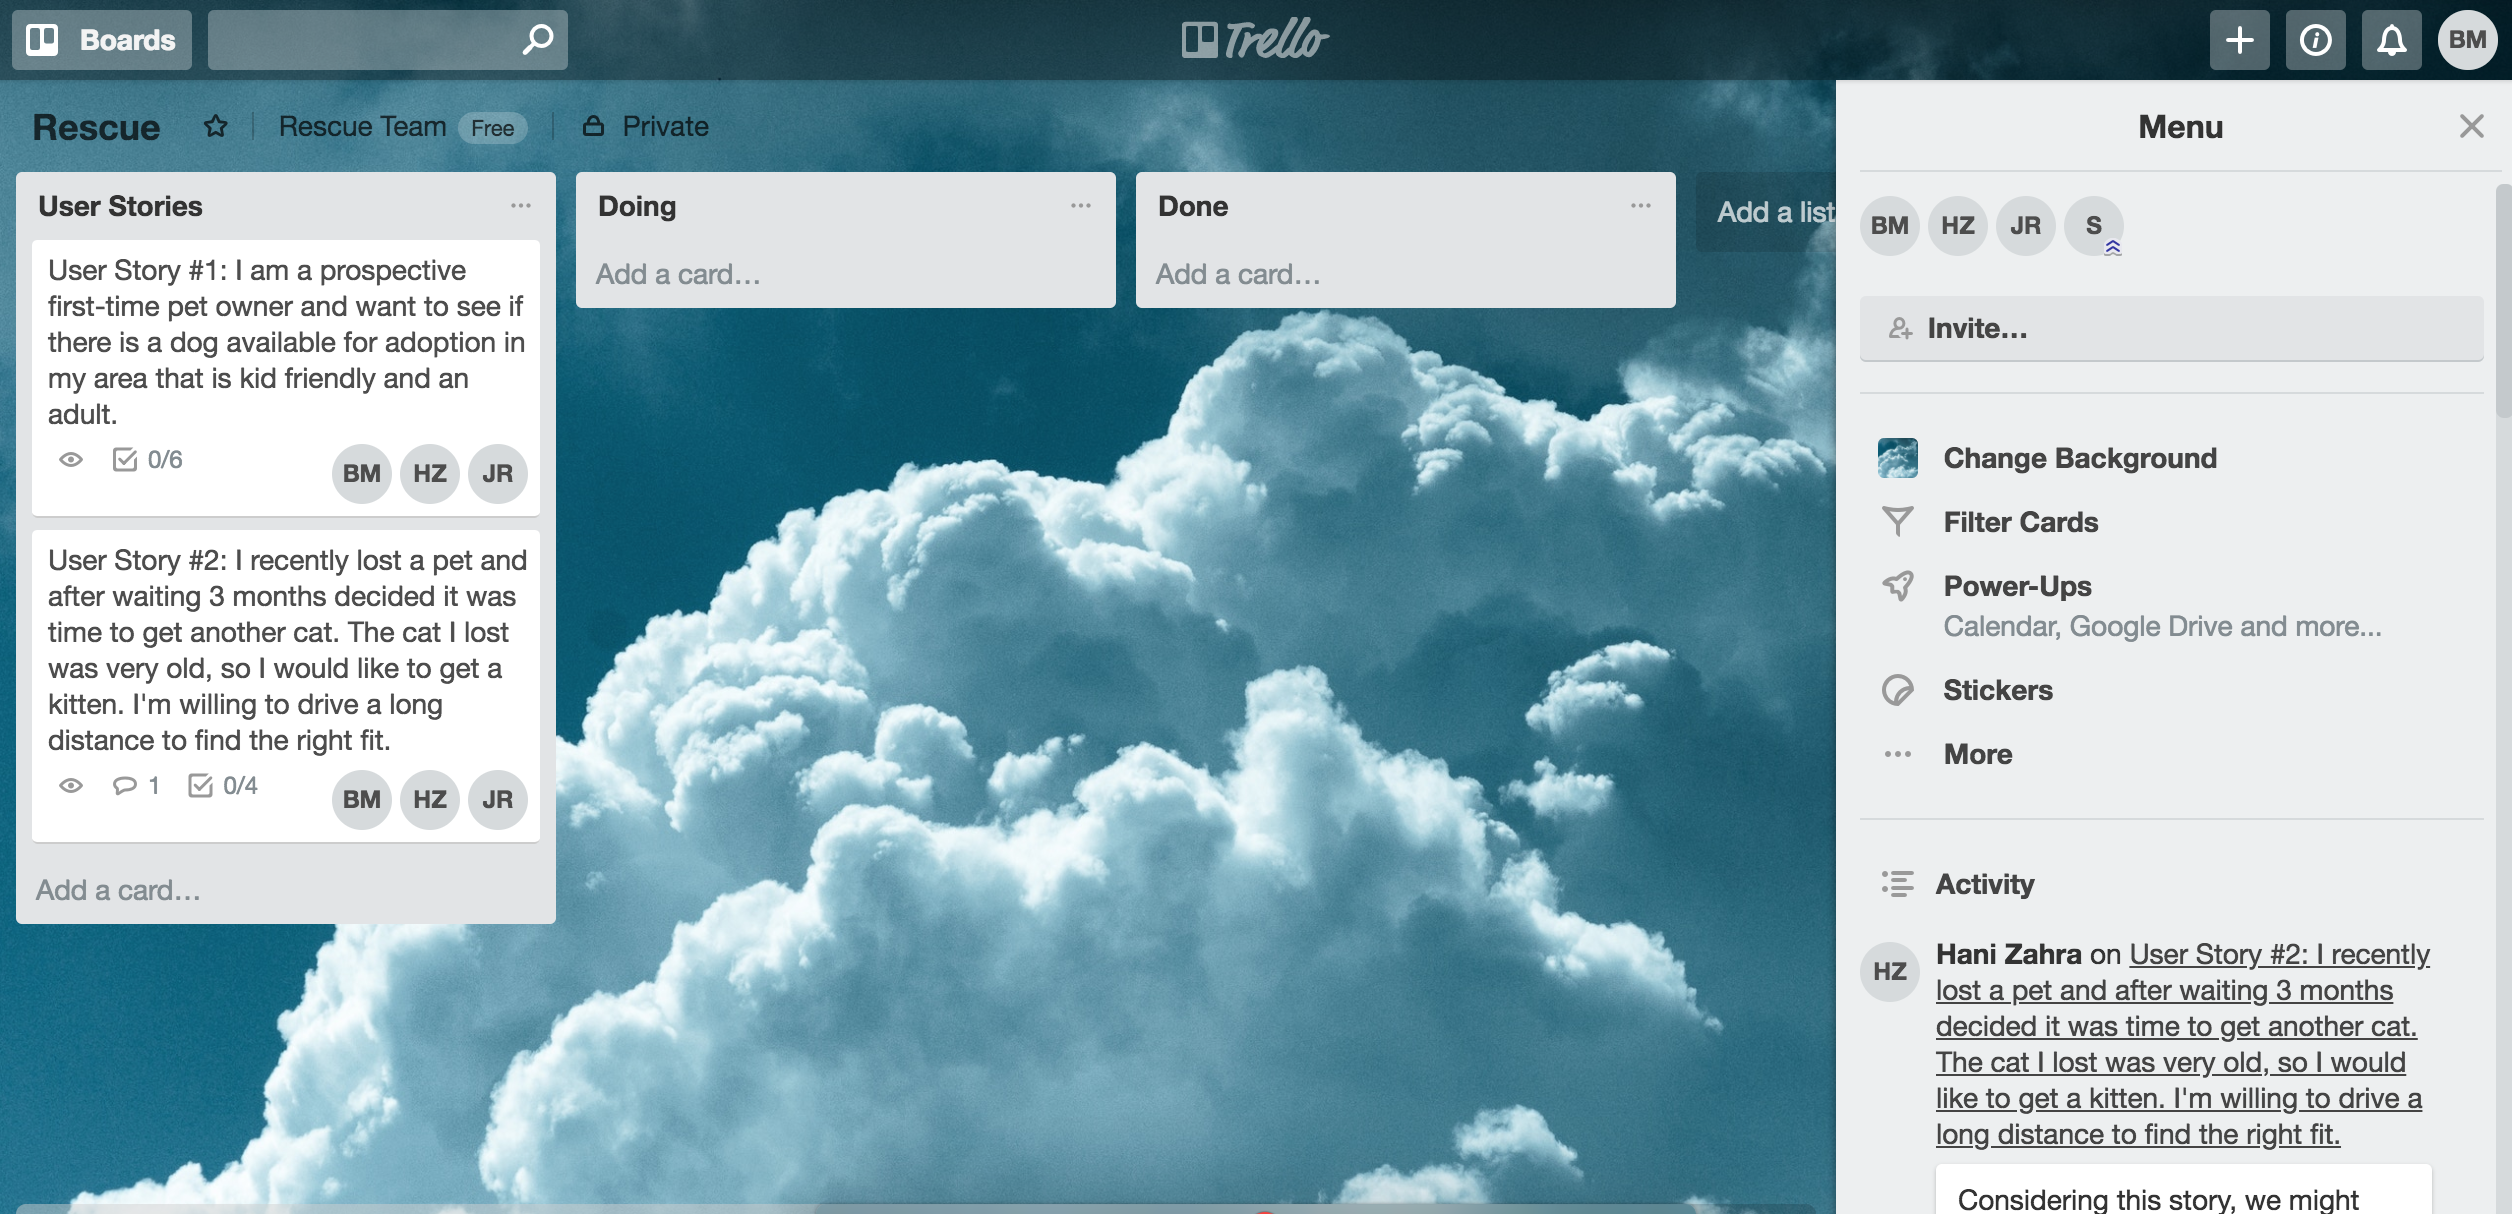 Boards
Trello
BM
Rescue
Rescue Team Free
Private
User Stories
User Story #1: I am a prospective
first-time pet owner and want to see if
there is a dog available for adoption in
my area that is kid friendly and an
adult.
0/6
BM HZ JR
User Story #2: I recently lost a pet and
after waiting 3 months decided it was
time to get another cat. The cat I lost
was very old, so I would like to get a
kitten. I'm willing to drive a long
distance to find the right fit.
1 0/4
BM HZ JR
Add a card...
Doing
Add a card...
Done
Add a card...
Add a list
Menu
BM HZ JR S
Invite...
Change Background
Filter Cards
Power-Ups
Calendar, Google Drive and more...
Stickers
More
Activity
HZ
Hani Zahra on User Story #2: I recently
lost a pet and after waiting 3 months
decided it was time to get another cat.
The cat I lost was very old, so I would
like to get a kitten. I'm willing to drive a
long distance to find the right fit.
Considering this story, we might